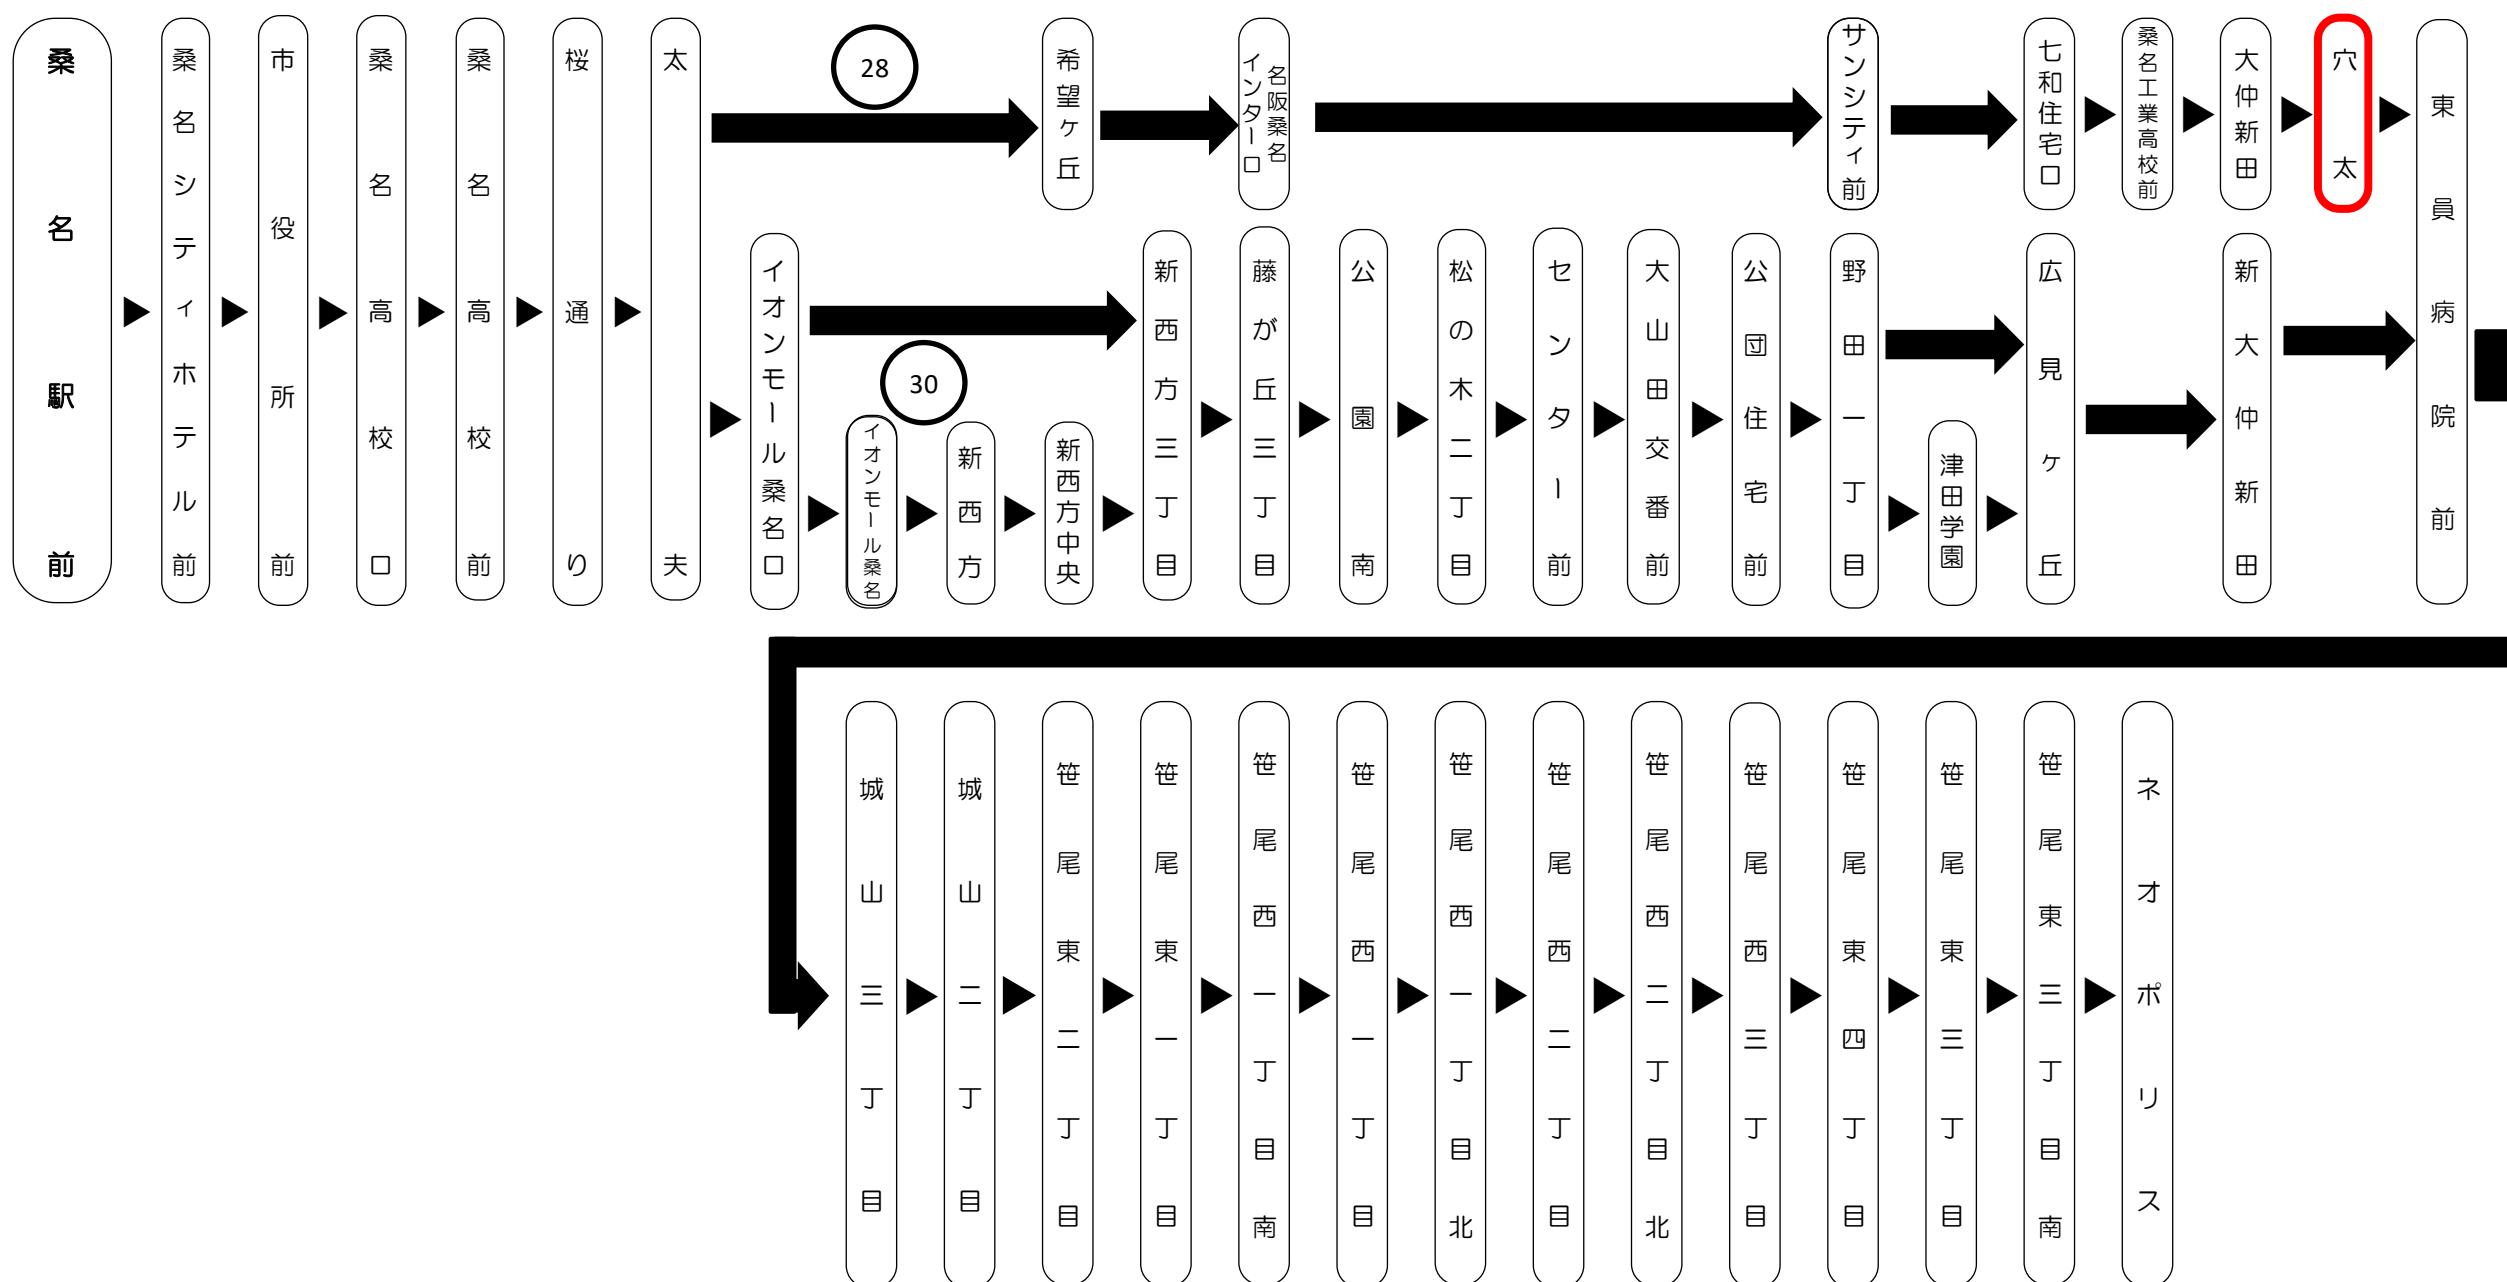 桑名駅前
桑名シティホテル前
市役所前
桑名高校口
桑名高校前
桜通り
太夫
28
希望ヶ丘
名阪桑名
インター口
サンシティ前
七和住宅口
桑名工業高校前
大仲新田
穴太
東員病院前
イオンモール桑名口
30
イオンモール桑名
新西方
新西方中央
新西方三丁目
藤が丘三丁目
公園南
松の木二丁目
センター前
大山田交番前
公団住宅前
野田一丁目
津田学園
広見ヶ丘
新大仲新田
城山三丁目
城山二丁目
笹尾東二丁目
笹尾東一丁目
笹尾西一丁目南
笹尾西一丁目
笹尾西一丁目北
笹尾西二丁目
笹尾西二丁目北
笹尾西三丁目
笹尾東四丁目
笹尾東三丁目
笹尾東三丁目南
ネオポリス